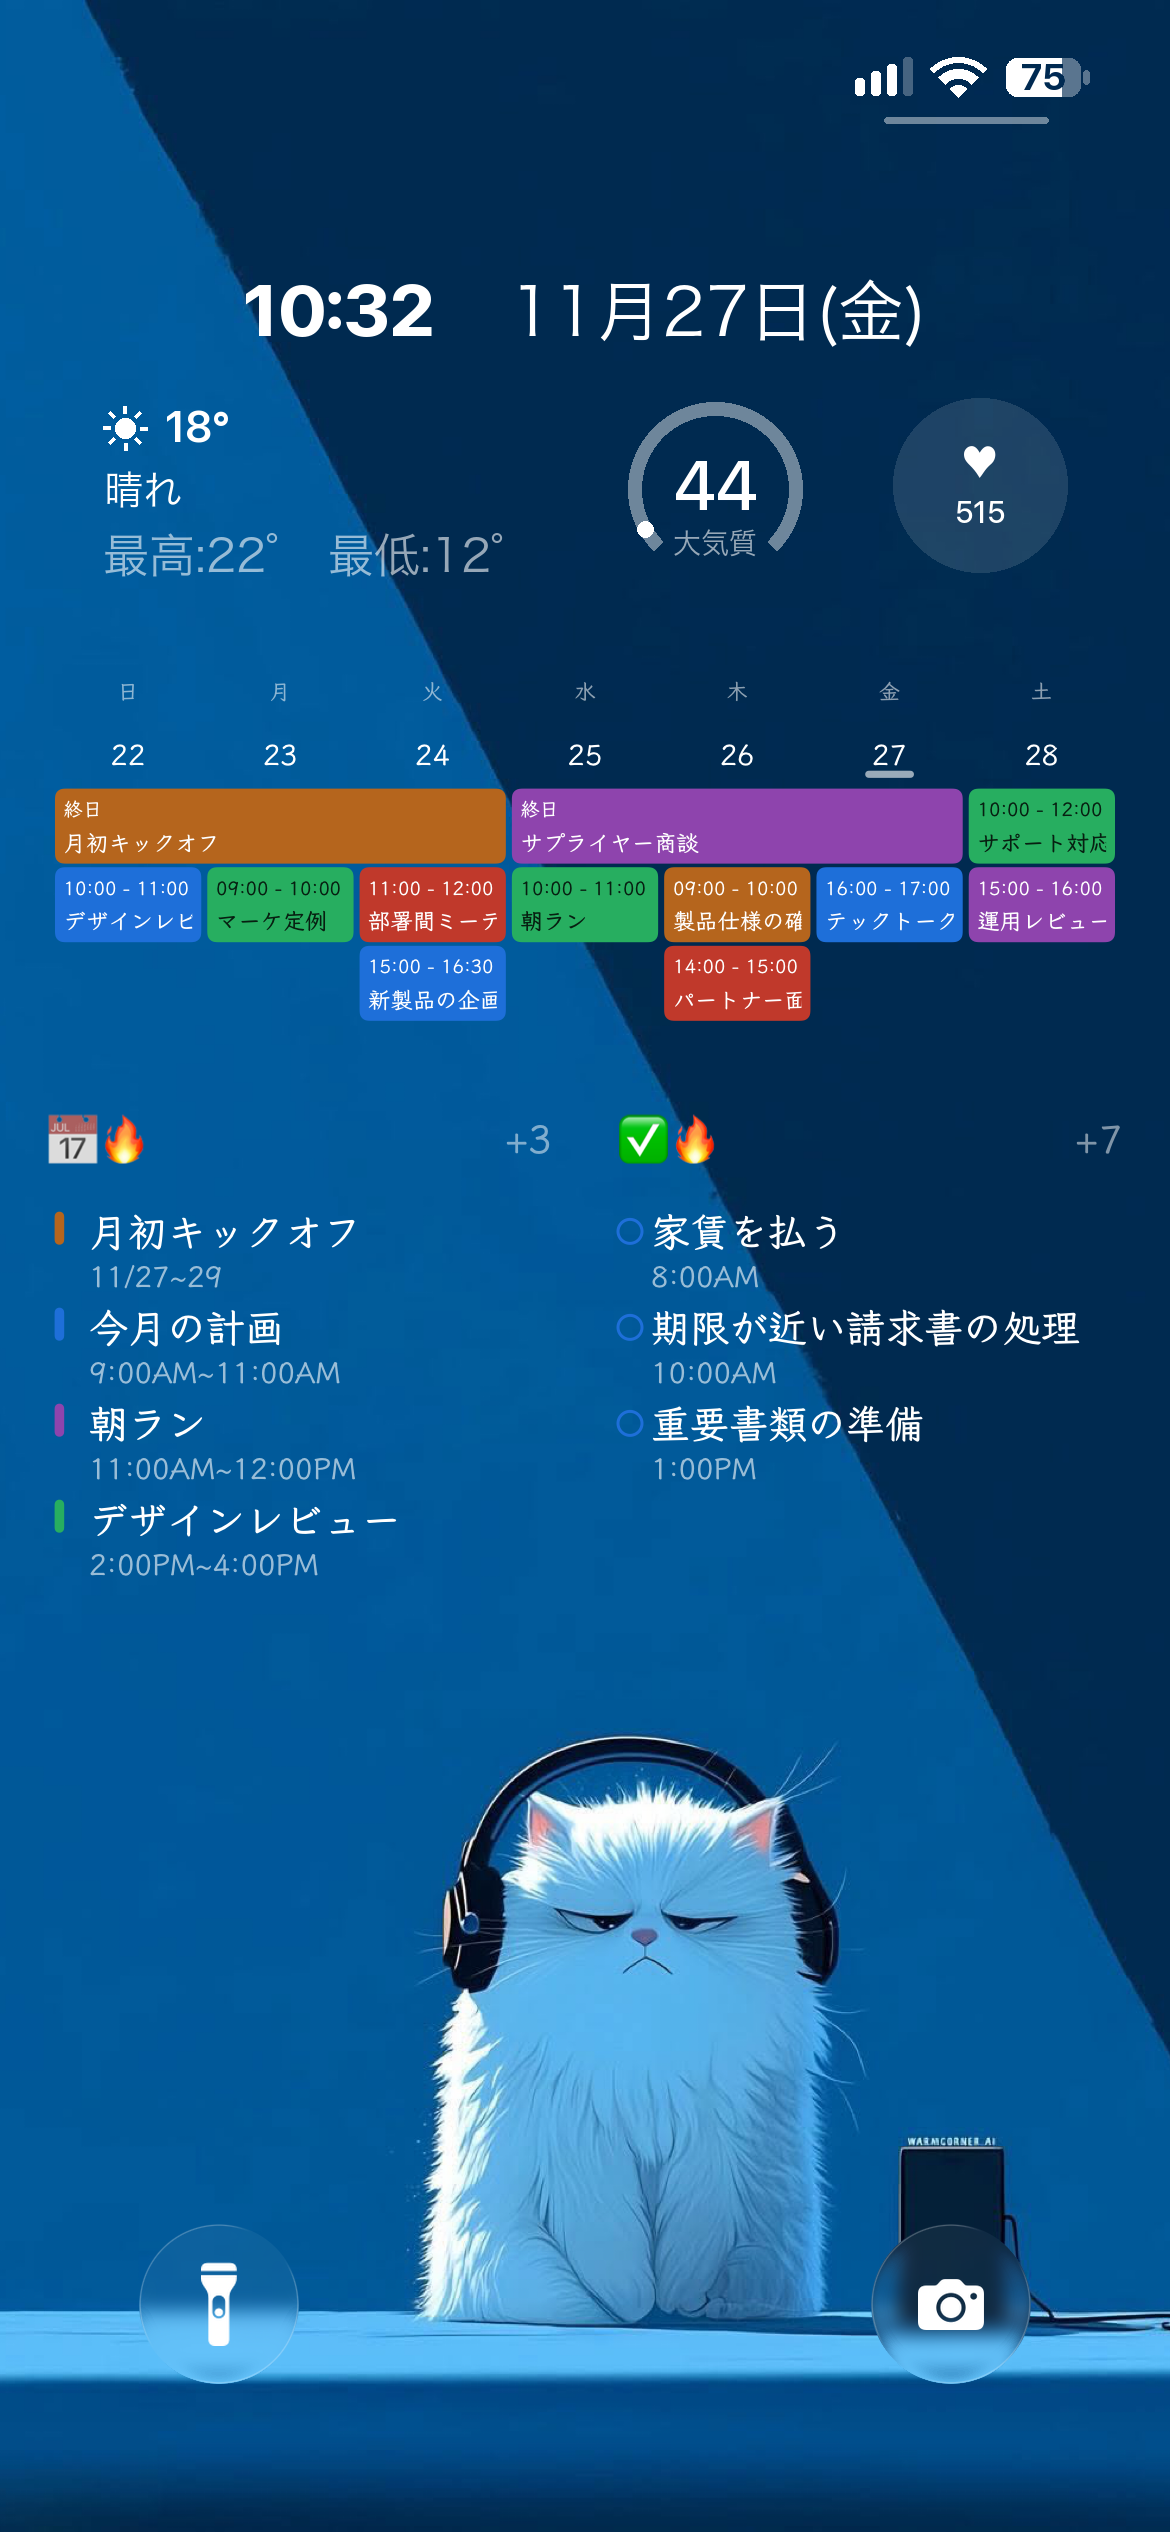 75
10:32 11月27日(金)
18°
晴れ
最高:22° 最低:12°
44
大気質
♥
515
日 月 火 水 木 金 土
22 23 24 25 26 27 28
終日
月初キックオフ
終日
サプライヤー商談
10:00 - 12:00
サポート対応
10:00 - 11:00
デザインレビ
09:00 - 10:00
マーケ定例
11:00 - 12:00
部署間ミーテ
10:00 - 11:00
朝ラン
09:00 - 10:00
製品仕様の確
16:00 - 17:00
テックトーク
15:00 - 16:00
運用レビュー
15:00 - 16:30
新製品の企画
14:00 - 15:00
パートナー面
JUL
17
🔥 +3
月初キックオフ
11/27~29
今月の計画
9:00AM~11:00AM
朝ラン
11:00AM~12:00PM
デザインレビュー
2:00PM~4:00PM
✅🔥 +7
家賃を払う
8:00AM
期限が近い請求書の処理
10:00AM
重要書類の準備
1:00PM
WARMCORNER.AI